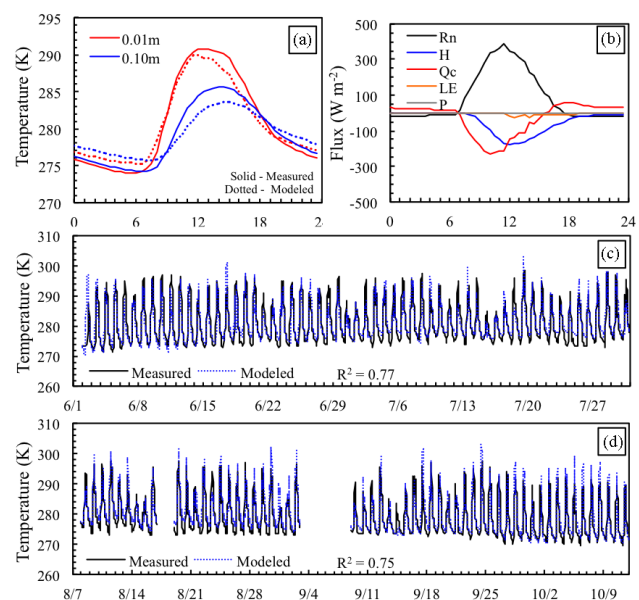 295
290
285
280
275
270
Temperature (K)
(a)
0.01m
0.10m
Solid - Measured
Dotted - Modeled
0
6
12
18
2
500
300
100
-100
-300
-500
Flux (W m-2)
(b)
Rn
H
Qc
LE
P
0
6
12
18
24
310
300
290
280
270
260
Temperature (K)
(c)
Measured
Modeled
R2 = 0.77
6/1
6/8
6/15
6/22
6/29
7/6
7/13
7/20
7/27
310
300
290
280
270
260
Temperature (K)
(d)
Measured
Modeled
R2 = 0.75
8/7
8/14
8/21
8/28
9/4
9/11
9/18
9/25
10/2
10/9